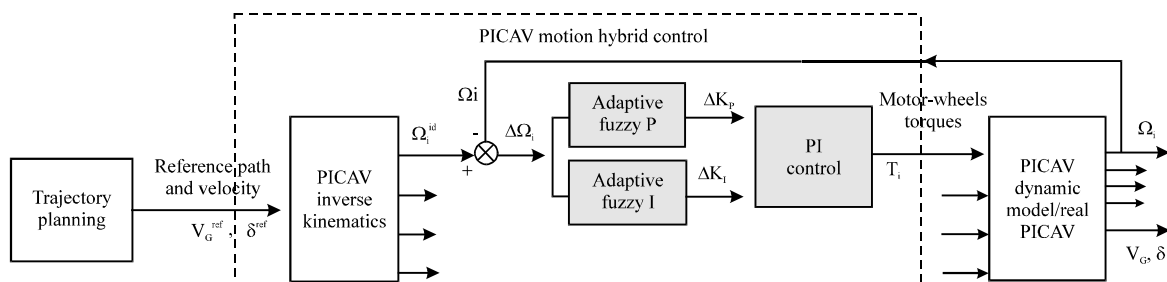 PICAV motion hybrid control
Trajectory
planning
Reference path
and velocity
V_G^ref , δ^ref
PICAV
inverse
kinematics
Ω_i^id
Ωi
-
+
ΔΩ_i
Adaptive
fuzzy P
Adaptive
fuzzy I
ΔK_P
ΔK_I
PI
control
Motor-wheels
torques
T_i
PICAV
dynamic
model/real
PICAV
Ω_i
V_G, δ